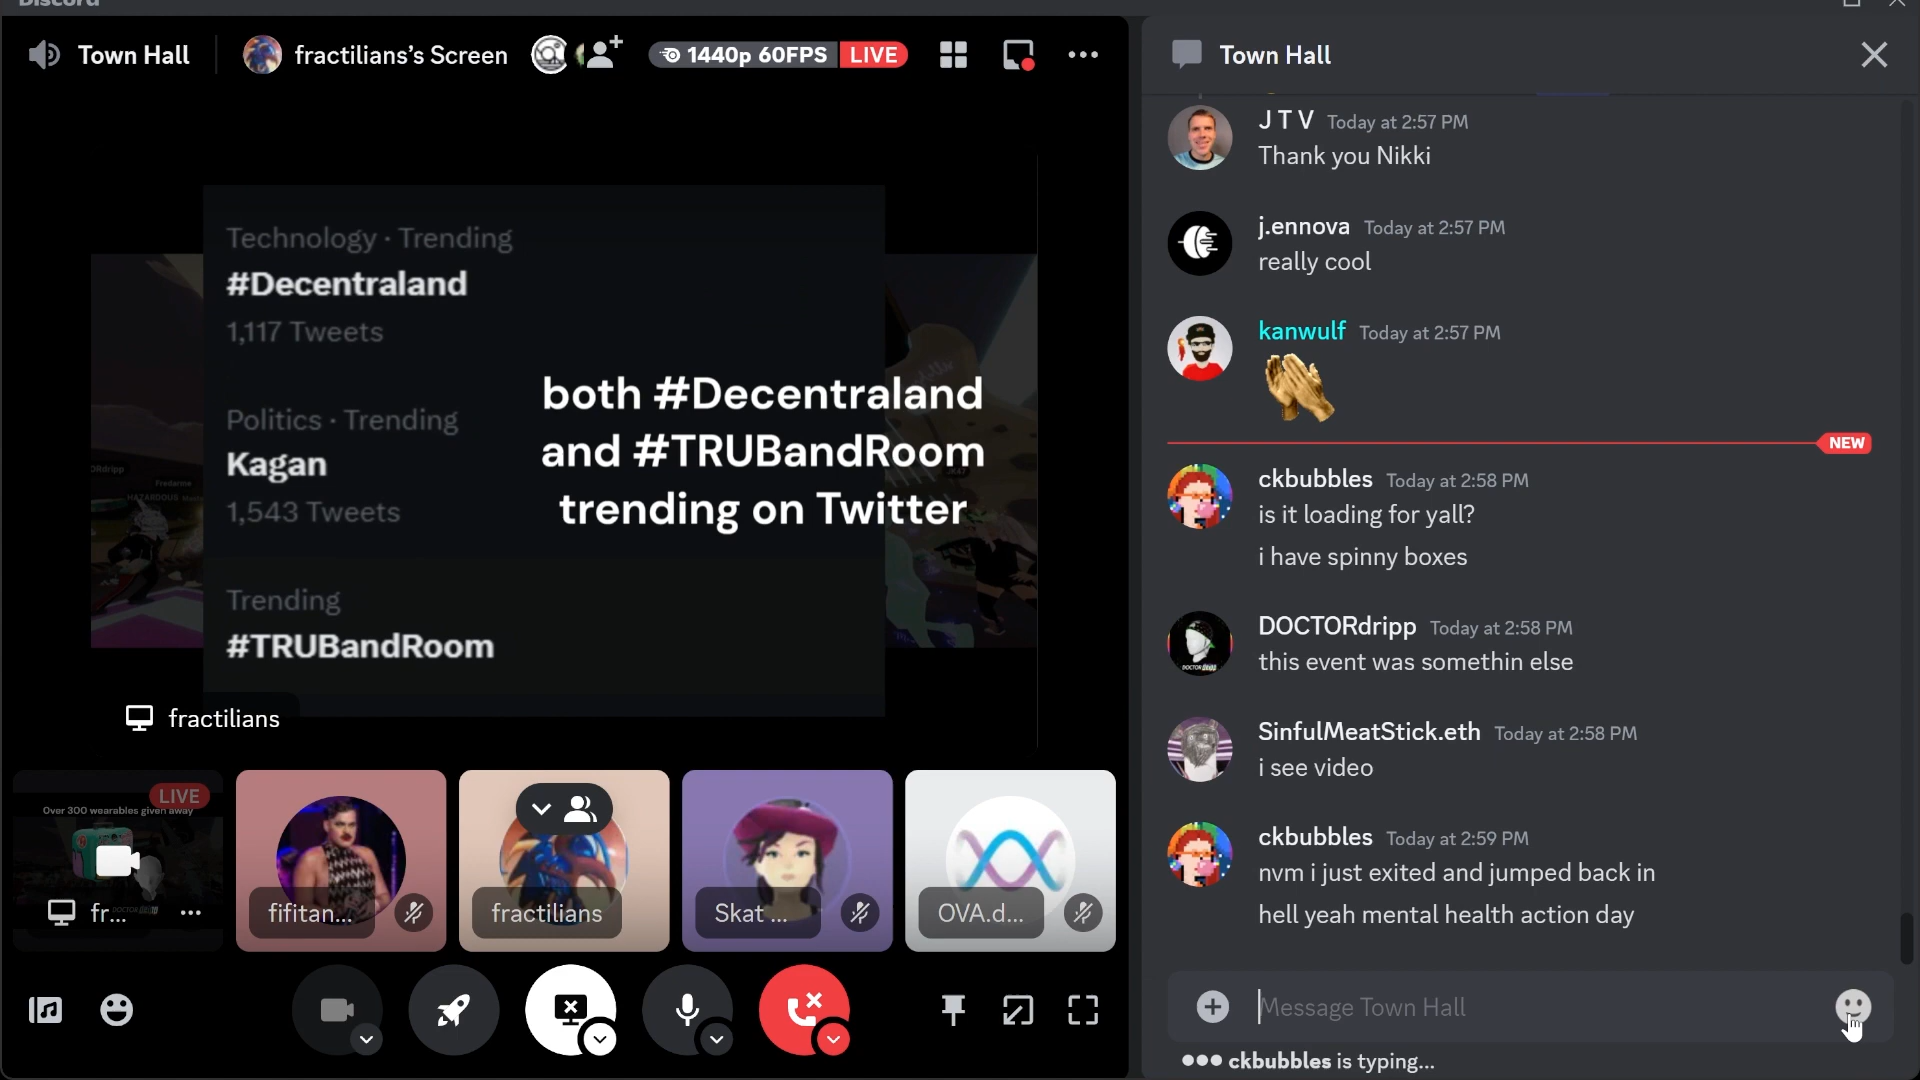 Discord
Town Hall
fractilians's Screen
1440p 60FPS LIVE
Technology · Trending
#Decentraland
1,117 Tweets
Politics · Trending
Kagan
1,543 Tweets
Trending
#TRUBandRoom
both #Decentraland
and #TRUBandRoom
trending on Twitter
fractilians
LIVE
Over 300 wearables given away
fr...
fifitan...
fractilians
Skat ...
OVA.d...
Town Hall
J T V Today at 2:57 PM
Thank you Nikki
j.ennova Today at 2:57 PM
really cool
kanwulf Today at 2:57 PM
NEW
ckbubbles Today at 2:58 PM
is it loading for yall?
i have spinny boxes
DOCTORdripp Today at 2:58 PM
this event was somethin else
SinfulMeatStick.eth Today at 2:58 PM
i see video
ckbubbles Today at 2:59 PM
nvm i just exited and jumped back in
hell yeah mental health action day
Message Town Hall
ckbubbles is typing...